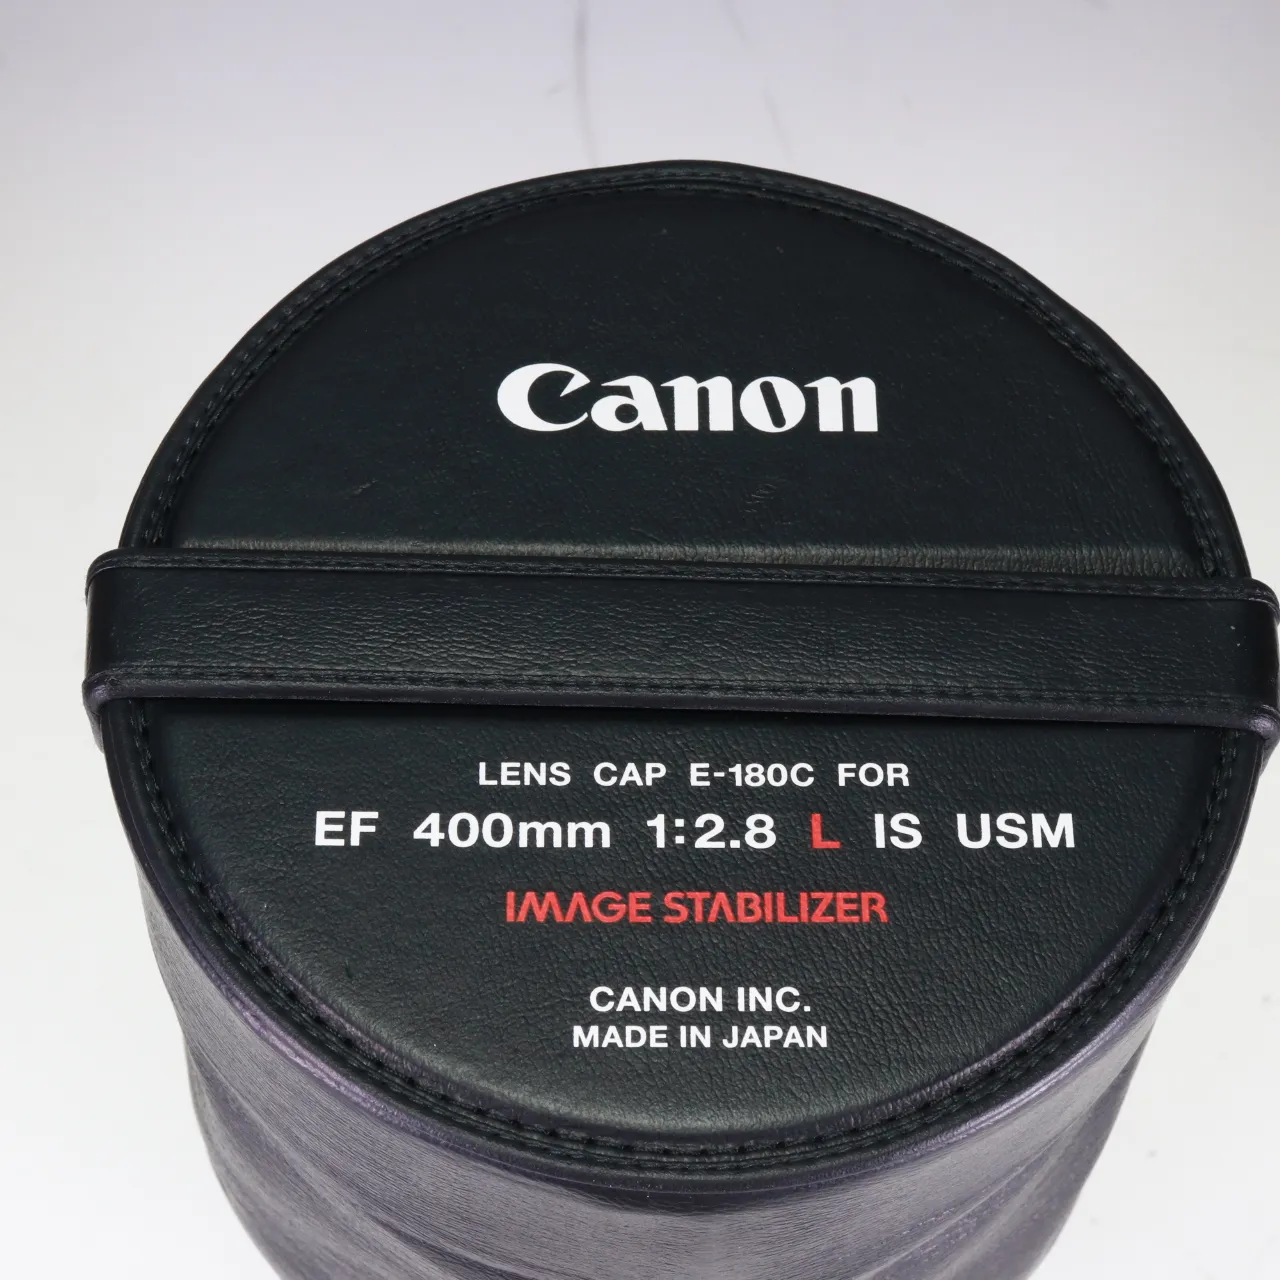 Canon
LENS CAP E-180C FOR
EF 400mm 1:2.8 L IS USM
IMAGE STABILIZER
CANON INC.
MADE IN JAPAN